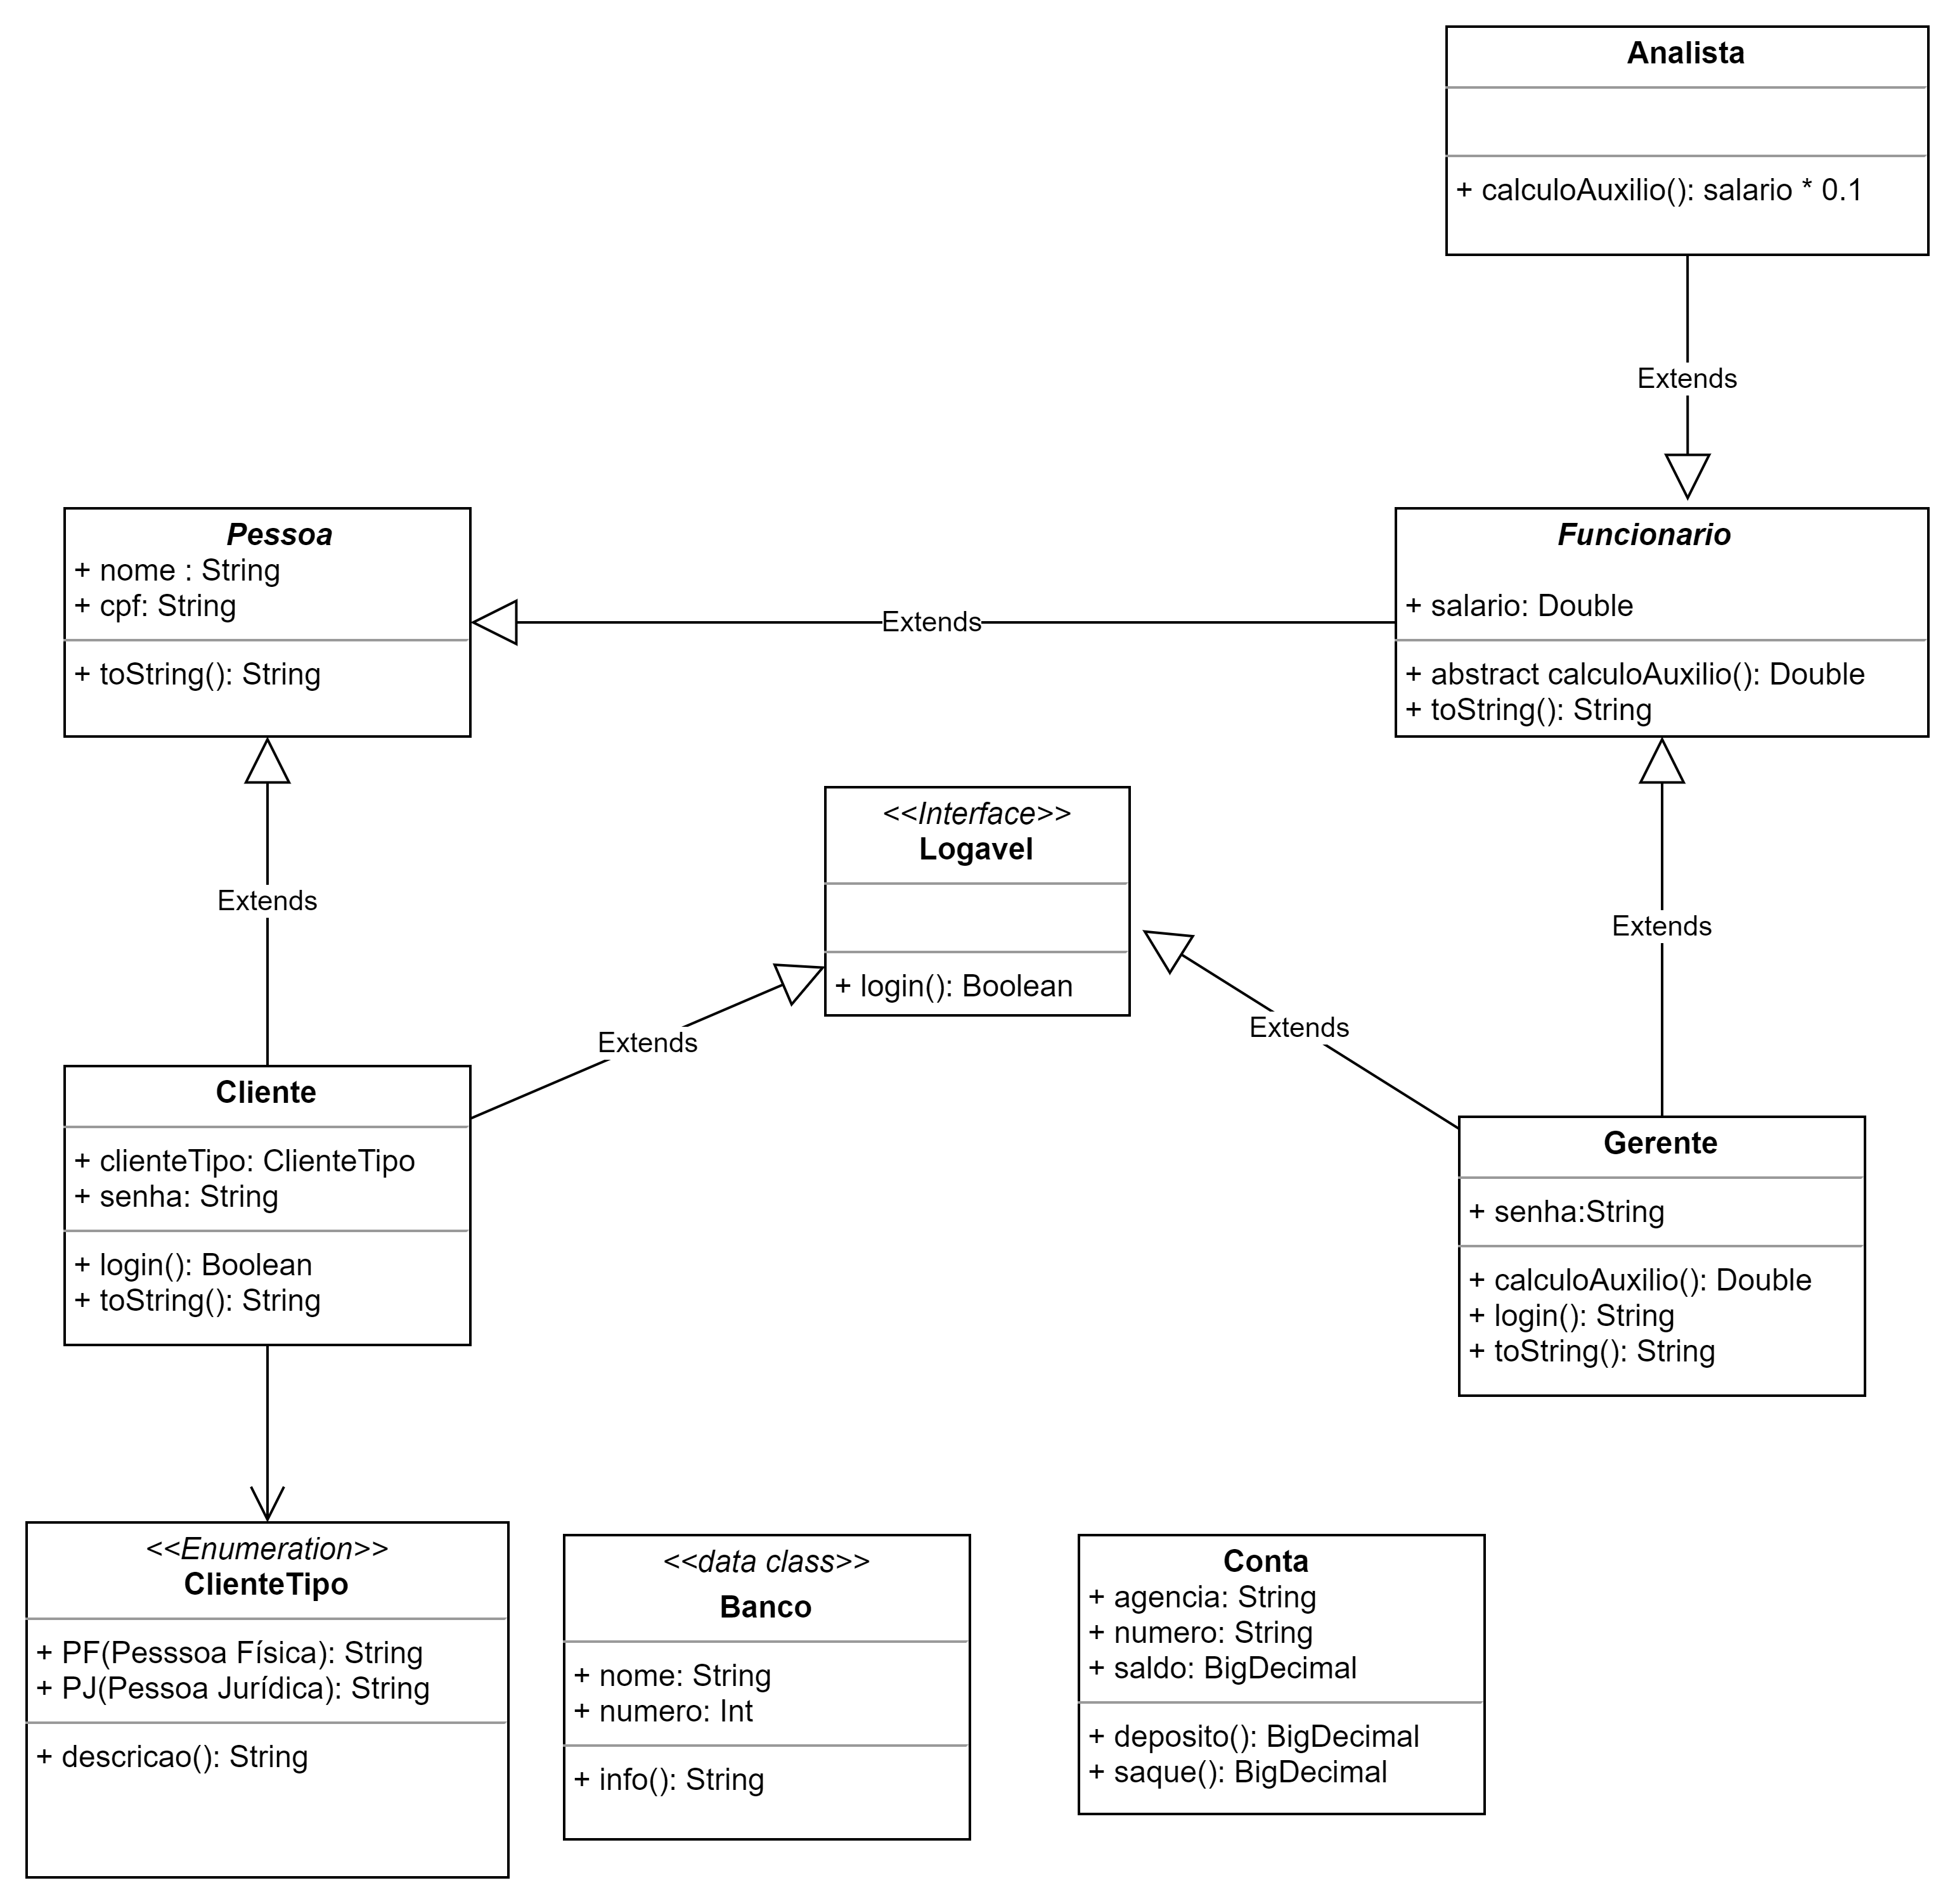 Analista
+ calculoAuxilio(): salario * 0.1
Extends
Pessoa
+ nome : String
+ cpf: String
+ toString(): String
Extends
Funcionario
+ salario: Double
+ abstract calculoAuxilio(): Double
+ toString(): String
<<Interface>>
Logavel
+ login(): Boolean
Extends
Extends
Extends
Extends
Cliente
+ clienteTipo: ClienteTipo
+ senha: String
+ login(): Boolean
+ toString(): String
Gerente
+ senha:String
+ calculoAuxilio(): Double
+ login(): String
+ toString(): String
<<Enumeration>>
ClienteTipo
+ PF(Pesssoa Física): String
+ PJ(Pessoa Jurídica): String
+ descricao(): String
<<data class>>
Banco
+ nome: String
+ numero: Int
+ info(): String
Conta
+ agencia: String
+ numero: String
+ saldo: BigDecimal
+ deposito(): BigDecimal
+ saque(): BigDecimal